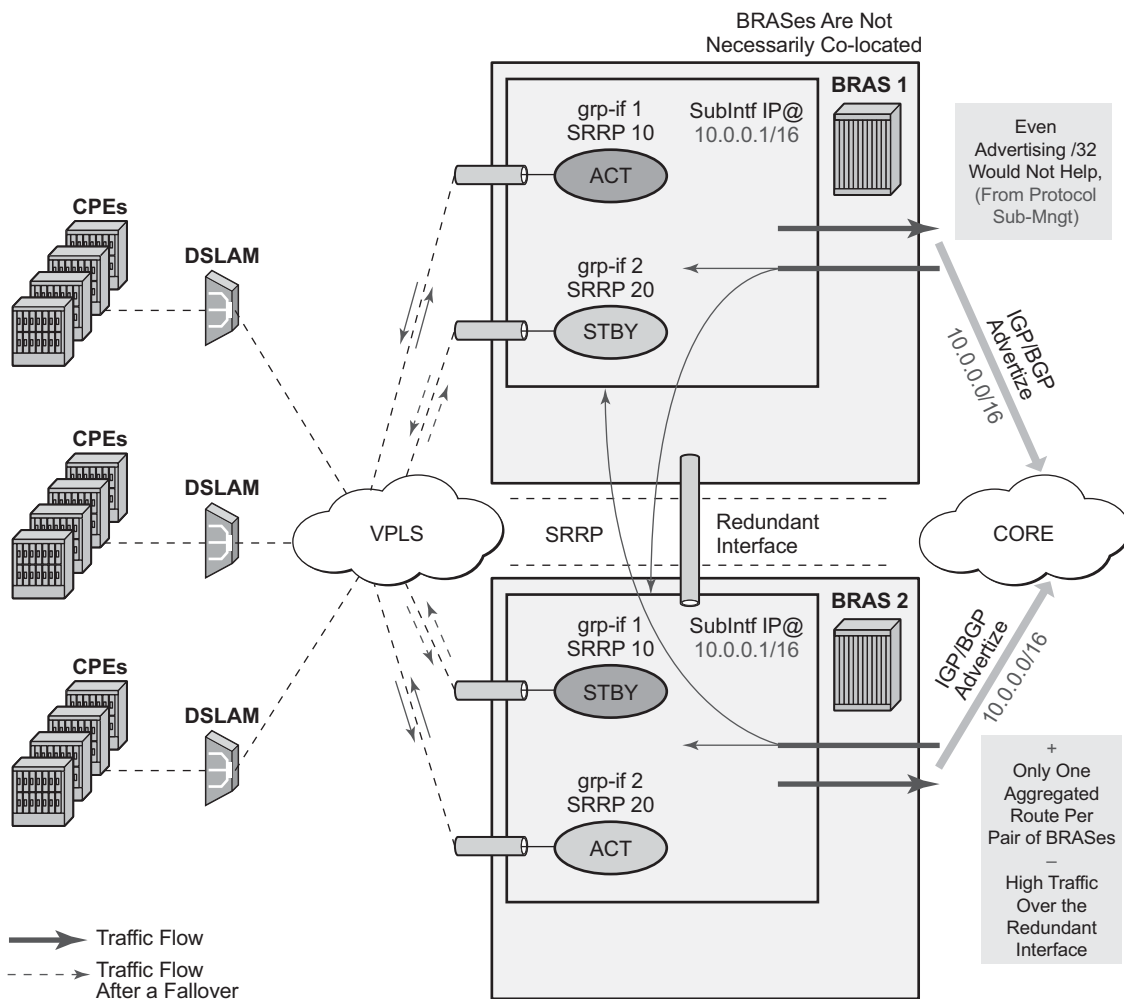 BRASes Are Not
Necessarily Co-located
BRAS 1
grp-if 1
SRRP 10
SubIntf IP@
10.0.0.1/16
ACT
grp-if 2
SRRP 20
STBY
Even
Advertising /32
Would Not Help,
(From Protocol
Sub-Mngt)
CPEs
DSLAM
CPEs
DSLAM
CPEs
DSLAM
VPLS
SRRP
Redundant
Interface
IGP/BGP
Advertize
10.0.0.0/16
CORE
BRAS 2
grp-if 1
SRRP 10
SubIntf IP@
10.0.0.1/16
STBY
grp-if 2
SRRP 20
ACT
IGP/BGP
Advertize
10.0.0.0/16
+
Only One
Aggregated
Route Per
Pair of BRASes
–
High Traffic
Over the
Redundant
Interface
Traffic Flow
Traffic Flow
After a Fallover